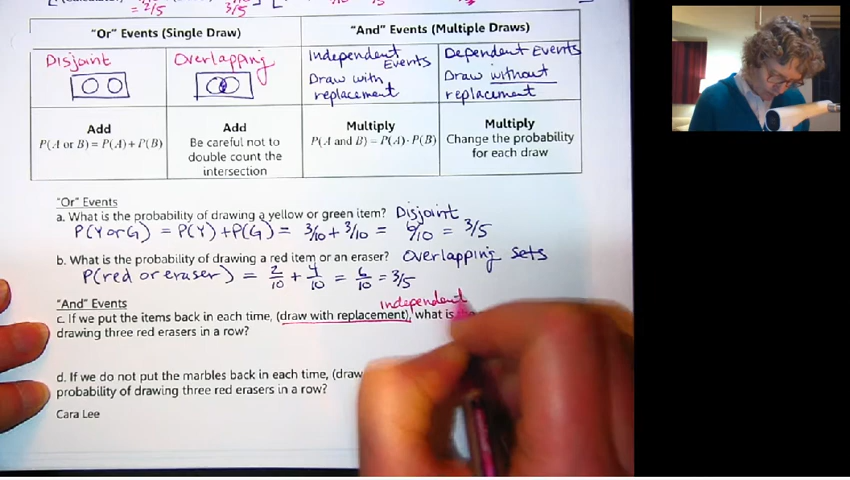 = 2/5
3/5
"Or" Events (Single Draw)
"And" Events (Multiple Draws)
Disjoint
Overlapping
Independent Events
Draw with replacement
Dependent Events
Draw without replacement
Add
P(A or B) = P(A) + P(B)
Add
Be careful not to
double count the
intersection
Multiply
P(A and B) = P(A) · P(B)
Multiply
Change the probability
for each draw
"Or" Events
a. What is the probability of drawing a yellow or green item? Disjoint
P(Y or G) = P(Y) + P(G) = 3/10 + 3/10 = 6/10 = 3/5
b. What is the probability of drawing a red item or an eraser? Overlapping sets
P(red or eraser) = 2/10 + 4/10 = 6/10 = 3/5
"And" Events
independent
c. If we put the items back in each time, (draw with replacement), what is
drawing three red erasers in a row?
d. If we do not put the marbles back in each time, (draw
probability of drawing three red erasers in a row?
Cara Lee